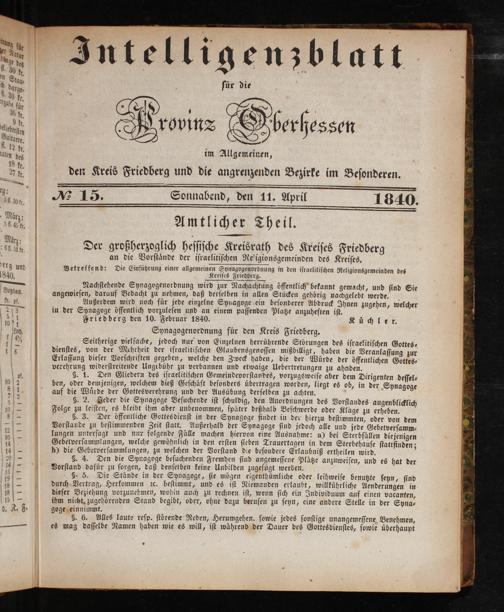 Intelligenzblatt
für die
Provinz Oberhessen
im Allgemeinen,
den Kreis Friedberg und die angrenzenden Bezirke im Besonderen.
№ 15. Sonnabend, den 11. April 1840.
Amtlicher Theil.
Der großherzoglich hessische Kreisrath des Kreises Friedberg
an die Vorstände der israelitischen Religionsgemeinden des Kreises.
Betreffend: Die Einführung einer allgemeinen Synagogenordnung in den israelitischen Religionsgemeinden des
Kreises Friedberg.
Nachstehende Synagogenordnung wird zur Nachachtung öffentlich bekannt gemacht, und sind Sie
angewiesen, darauf Bedacht zu nehmen, daß derselben in allen Stücken gehörig nachgelebt werde.
Außerdem wird noch für jede einzelne Synagoge ein besonderer Abdruck Ihnen zugehen, welcher
in der Synagoge öffentlich vorzulesen und an einem passenden Platz anzuheften ist.
Friedberg den 10. Februar 1840. Küchler.
Synagogenordnung für den Kreis Friedberg.
Seitherige vielfache, jedoch nur von Einzelnen herrührende Störungen des israelitischen Gottes-
dienstes, von der Mehrheit der israelitischen Glaubensgenossen mißbilligt, haben die Veranlassung zur
Erlassung dieser Vorschriften gegeben, welche den Zweck haben, die der Würde der öffentlichen Gottes-
verehrung widerstreitende Ungebühr zu verbannen und etwaige Uebertretungen zu ahnden.
§. 1. Den Gliedern des israelitischen Gemeindevorstandes, vorzugsweise aber dem Dirigenten dessel-
ben, oder demjenigen, welchem dieß Geschäft besonders übertragen worden, liegt es ob, in der Synagoge
auf die Würde der Gottesverehrung und der Ausübung derselben zu achten.
§. 2. Jeder die Synagoge Besuchende ist schuldig, den Anordnungen des Vorstandes augenblicklich
Folge zu leisten, es bleibt ihm aber unbenommen, später deshalb Beschwerde oder Klage zu erheben.
§. 3. Der öffentliche Gottesdienst in der Synagoge findet in der hierzu bestimmten, oder von dem
Vorstande zu bestimmenden Zeit statt. Außerhalb der Synagoge sind jedoch alle und jede Gebetversamm-
lungen untersagt und nur folgende Fälle machen hiervon eine Ausnahme: a) bei Sterbfällen diejenigen
Gebetversammlungen, welche gewöhnlich in den ersten sieben Trauertagen in dem Sterbehause stattfinden;
b) die Gebetversammlungen, zu welchen der Vorstand die besondere Erlaubniß ertheilen wird.
§. 4. Den die Synagoge besuchenden Fremden sind angemessene Plätze anzuweisen, und es hat der
Vorstand dafür zu sorgen, daß denselben keine Unbilden zugefügt werden.
§. 5. Die Stände in der Synagoge, sie mögen eigenthümliche oder leihweise benutzte seyn, sind
durch Vertrag, Herkommen ꝛc. bestimmt, und es ist Niemanden erlaubt, willkührliche Aenderungen in
dieser Beziehung vorzunehmen, wohin auch zu rechnen ist, wenn sich ein Individuum auf einen vacanten,
ihm nicht zugehörenden Stand begibt, oder, ohne dazu berufen zu seyn, eine andere Stelle in der Syna-
goge einnimmt.
§. 6. Alles laute resp. störende Reden, Herumgehen, sowie jedes sonstige unangemessene Benehmen,
es mag dasselbe Namen haben wie es will, ist während der Dauer des Gottesdienstes, sowie überhaupt